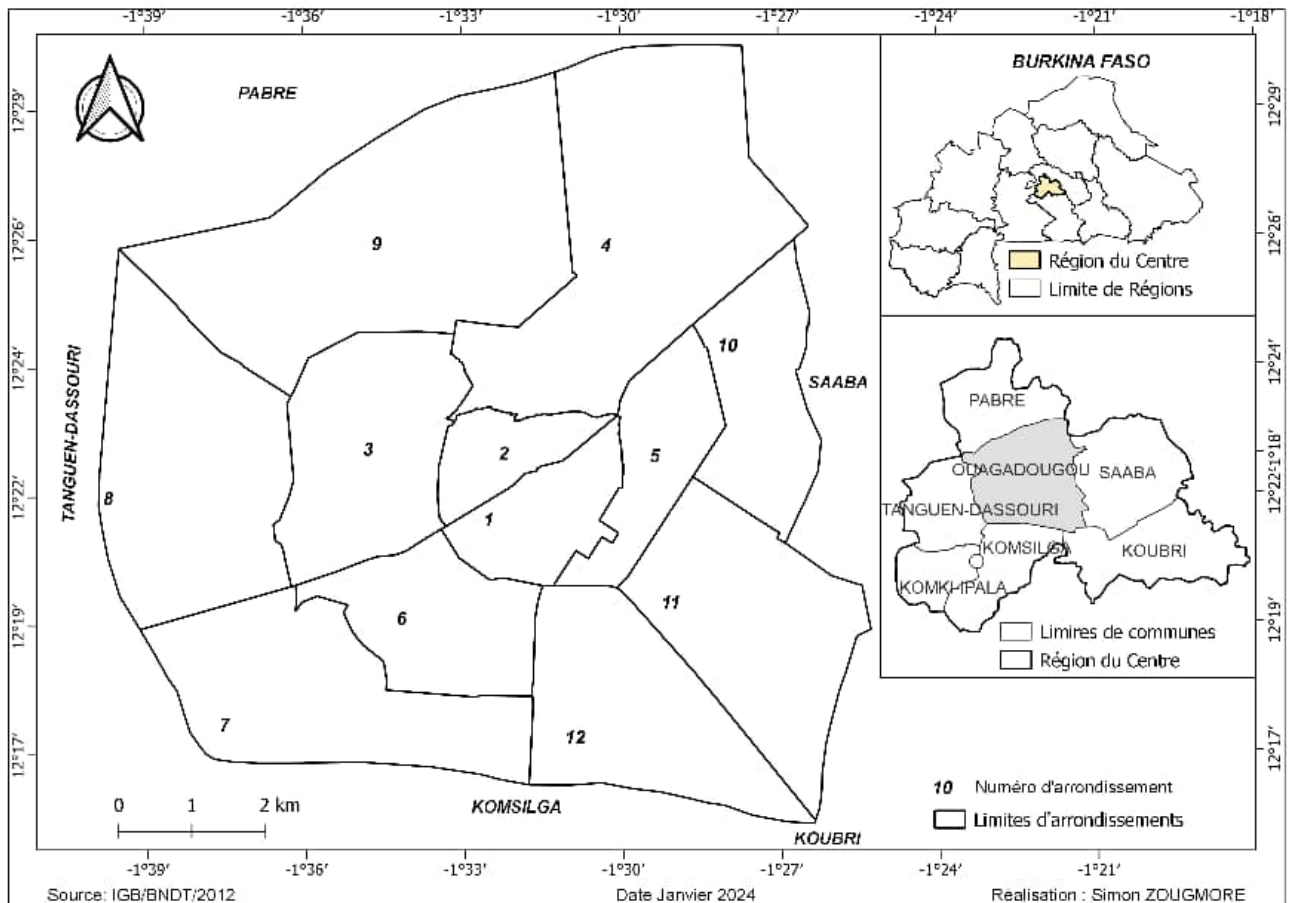 -1°39′ -1°36′ -1°33′ -1°30′ -1°27′ -1°24′ -1°21′ -1°18′
BURKINA FASO
PABRE
12°29′
12°29′
9
4
12°26′
12°26′
Région du Centre
Limite de Régions
10
12°24′
12°24′
SAABA
TANGUEN-DASSOURI
PABRE
3
2
5
12°22′
8
1
OUAGADOUGOU
SAABA
12°22′
-1°18′
TANGUEN-DASSOURI
KOMSILGA
KOUBRI
KOMKHIPALA
12°19′
12°19′
6
11
Limires de communes
Région du Centre
7
12
12°17′
12°17′
10 Numéro d'arrondissement
Limites d'arrondissements
0 1 2 km
KOMSILGA
KOUBRI
-1°39′ -1°36′ -1°33′ -1°30′ -1°27′ -1°24′ -1°21′
Source: IGB/BNDT/2012
Date Janvier 2024
Réalisation : Simon ZOUGMORE